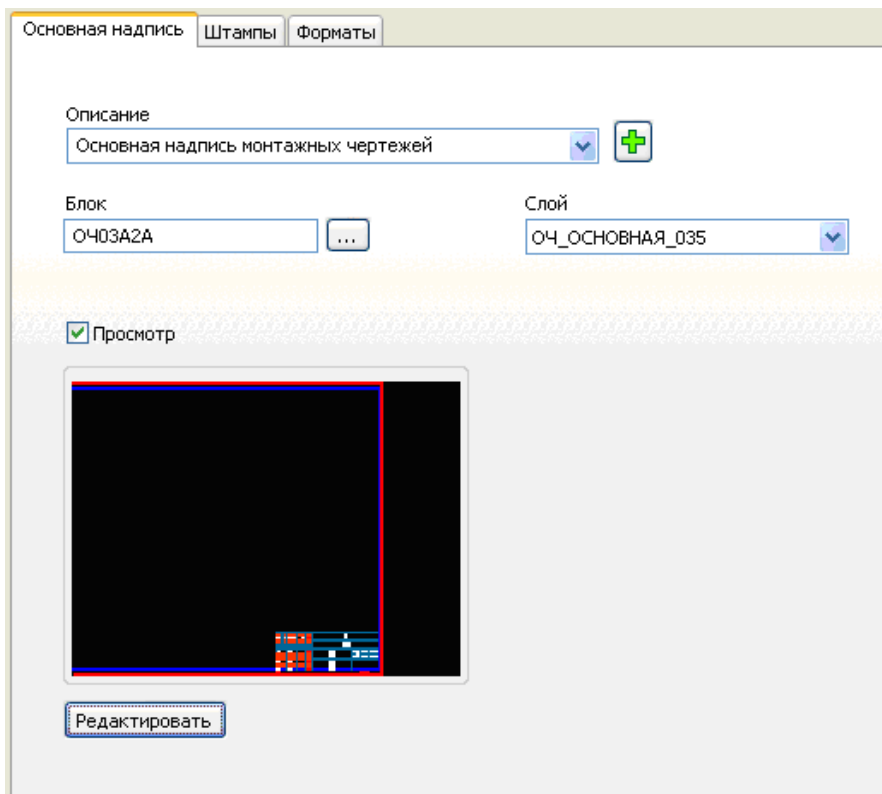 Основная надпись Штампы Форматы
Описание
Основная надпись монтажных чертежей
Блок Слой
ОЧ03А2А ... ОЧ_ОСНОВНАЯ_035
Просмотр
Редактировать